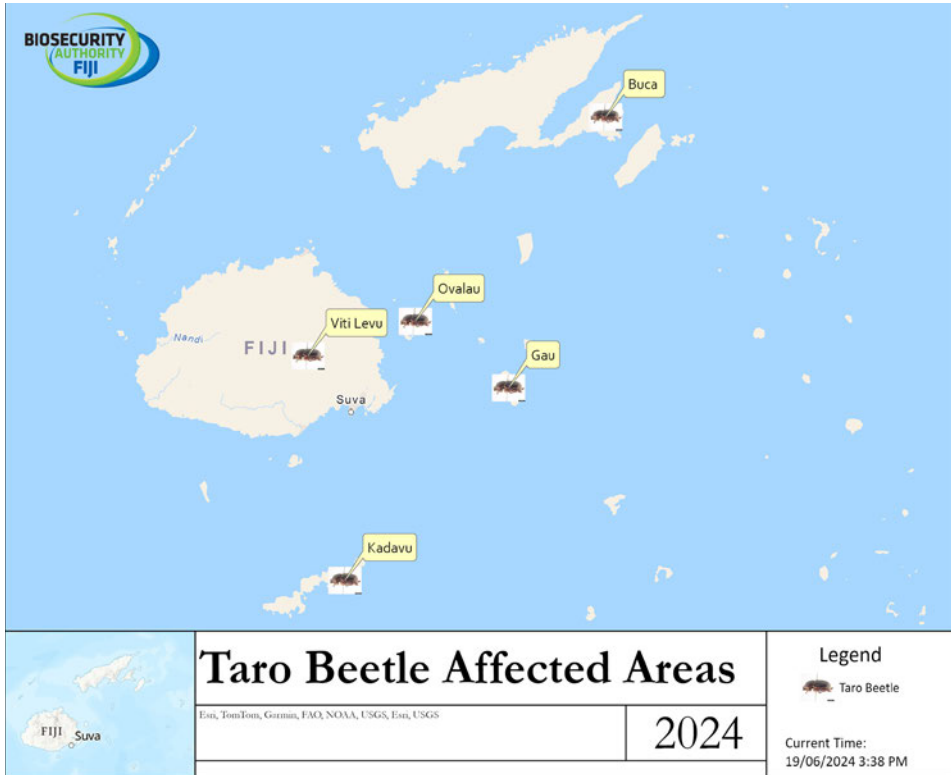 BIOSECURITY
AUTHORITY
FIJI
Buca
Ovalau
Viti Levu
Nandi
FIJI
Gau
Suva
Kadavu
FIJI
Suva
Taro Beetle Affected Areas
Esri, TomTom, Garmin, FAO, NOAA, USGS, Esri, USGS
2024
Legend
Taro Beetle
Current Time:
19/06/2024 3:38 PM